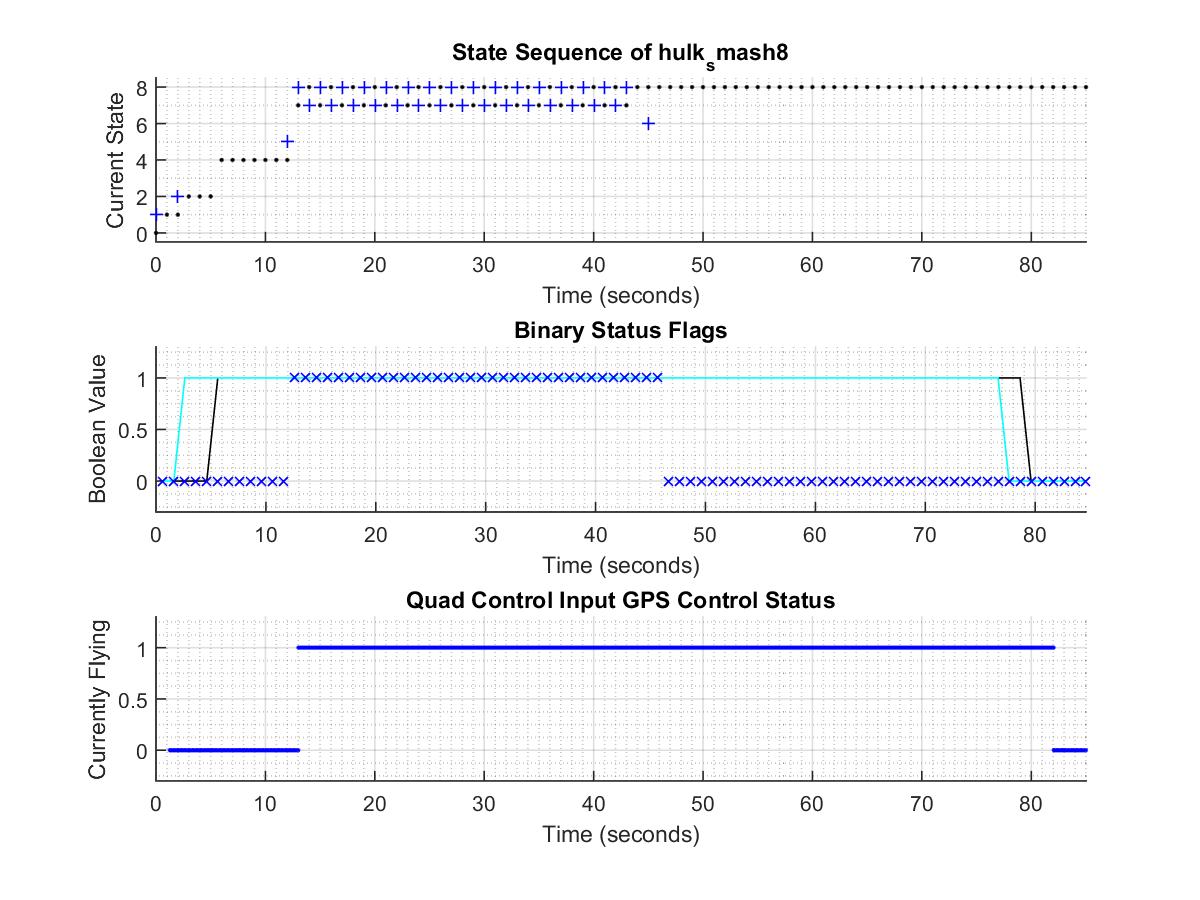 State Sequence of hulksmash8
8
6
4
2
0
Current State
0 10 20 30 40 50 60 70 80
Time (seconds)
Binary Status Flags
1
0.5
0
Boolean Value
0 10 20 30 40 50 60 70 80
Time (seconds)
Quad Control Input GPS Control Status
1
0.5
0
Currently Flying
0 10 20 30 40 50 60 70 80
Time (seconds)